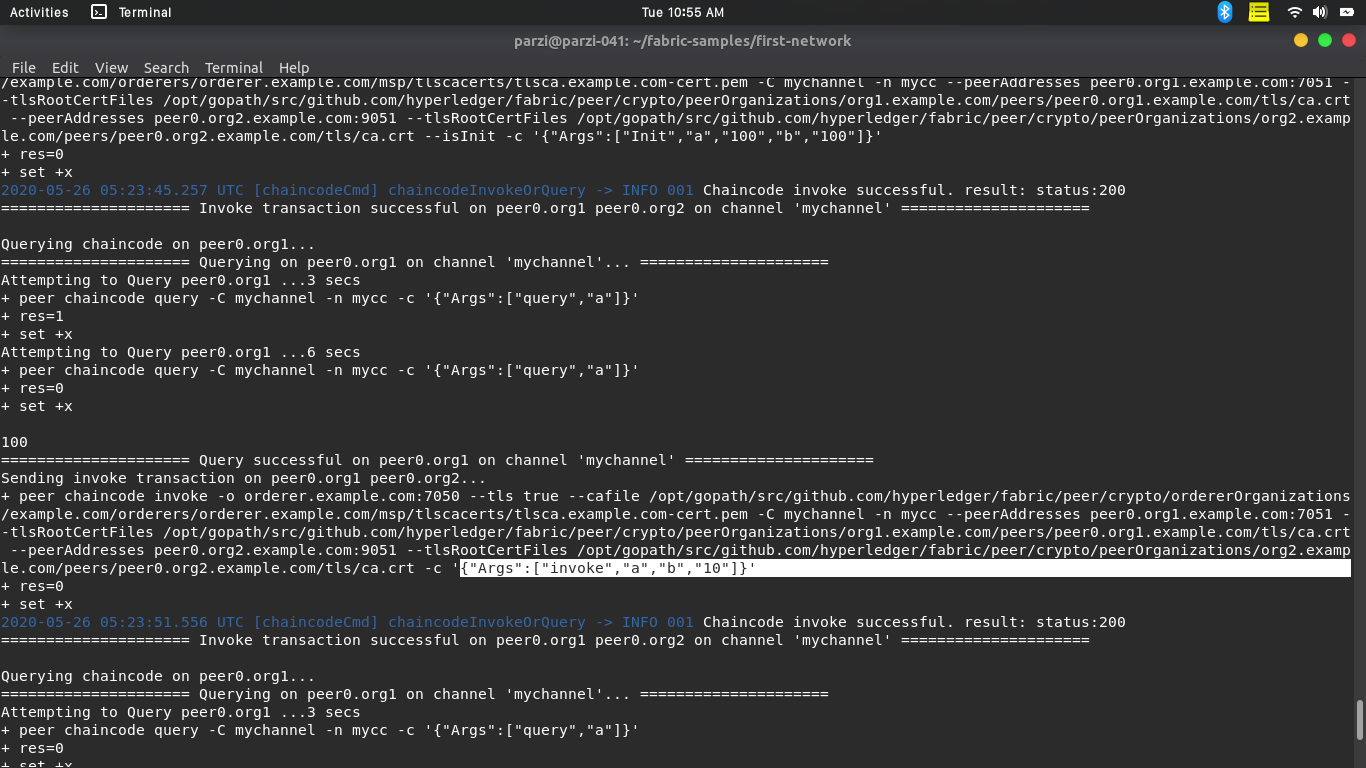 Activities
Terminal
Tue 10:55 AM
parzi@parzi-041: ~/fabric-samples/first-network
File Edit View Search Terminal Help
/example.com/orderers/orderer.example.com/msp/tlscacerts/tlsca.example.com-cert.pem -C mychannel -n mycc --peerAddresses peer0.org1.example.com:7051 -
-tlsRootCertFiles /opt/gopath/src/github.com/hyperledger/fabric/peer/crypto/peerOrganizations/org1.example.com/peers/peer0.org1.example.com/tls/ca.crt
 --peerAddresses peer0.org2.example.com:9051 --tlsRootCertFiles /opt/gopath/src/github.com/hyperledger/fabric/peer/crypto/peerOrganizations/org2.examp
le.com/peers/peer0.org2.example.com/tls/ca.crt --isInit -c '{"Args":["Init","a","100","b","100"]}'
+ res=0
+ set +x
2020-05-26 05:23:45.257 UTC [chaincodeCmd] chaincodeInvokeOrQuery -> INFO 001 Chaincode invoke successful. result: status:200
===================== Invoke transaction successful on peer0.org1 peer0.org2 on channel 'mychannel' =====================
Querying chaincode on peer0.org1...
===================== Querying on peer0.org1 on channel 'mychannel'... =====================
Attempting to Query peer0.org1 ...3 secs
+ peer chaincode query -C mychannel -n mycc -c '{"Args":["query","a"]}'
+ res=1
+ set +x
Attempting to Query peer0.org1 ...6 secs
+ peer chaincode query -C mychannel -n mycc -c '{"Args":["query","a"]}'
+ res=0
+ set +x
100
===================== Query successful on peer0.org1 on channel 'mychannel' =====================
Sending invoke transaction on peer0.org1 peer0.org2...
+ peer chaincode invoke -o orderer.example.com:7050 --tls true --cafile /opt/gopath/src/github.com/hyperledger/fabric/peer/crypto/ordererOrganizations
/example.com/orderers/orderer.example.com/msp/tlscacerts/tlsca.example.com-cert.pem -C mychannel -n mycc --peerAddresses peer0.org1.example.com:7051 -
-tlsRootCertFiles /opt/gopath/src/github.com/hyperledger/fabric/peer/crypto/peerOrganizations/org1.example.com/peers/peer0.org1.example.com/tls/ca.crt
 --peerAddresses peer0.org2.example.com:9051 --tlsRootCertFiles /opt/gopath/src/github.com/hyperledger/fabric/peer/crypto/peerOrganizations/org2.examp
le.com/peers/peer0.org2.example.com/tls/ca.crt -c '{"Args":["invoke","a","b","10"]}'
+ res=0
+ set +x
2020-05-26 05:23:51.556 UTC [chaincodeCmd] chaincodeInvokeOrQuery -> INFO 001 Chaincode invoke successful. result: status:200
===================== Invoke transaction successful on peer0.org1 peer0.org2 on channel 'mychannel' =====================
Querying chaincode on peer0.org1...
===================== Querying on peer0.org1 on channel 'mychannel'... =====================
Attempting to Query peer0.org1 ...3 secs
+ peer chaincode query -C mychannel -n mycc -c '{"Args":["query","a"]}'
+ res=0
+ set +x